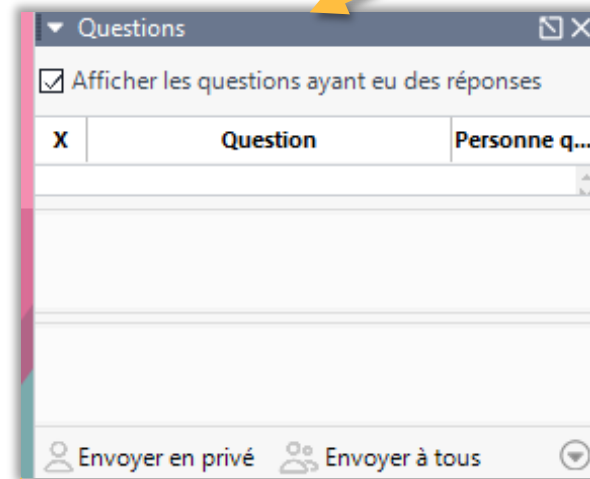 Questions
Afficher les questions ayant eu des réponses
X Question Personne q...
Envoyer en privé Envoyer à tous